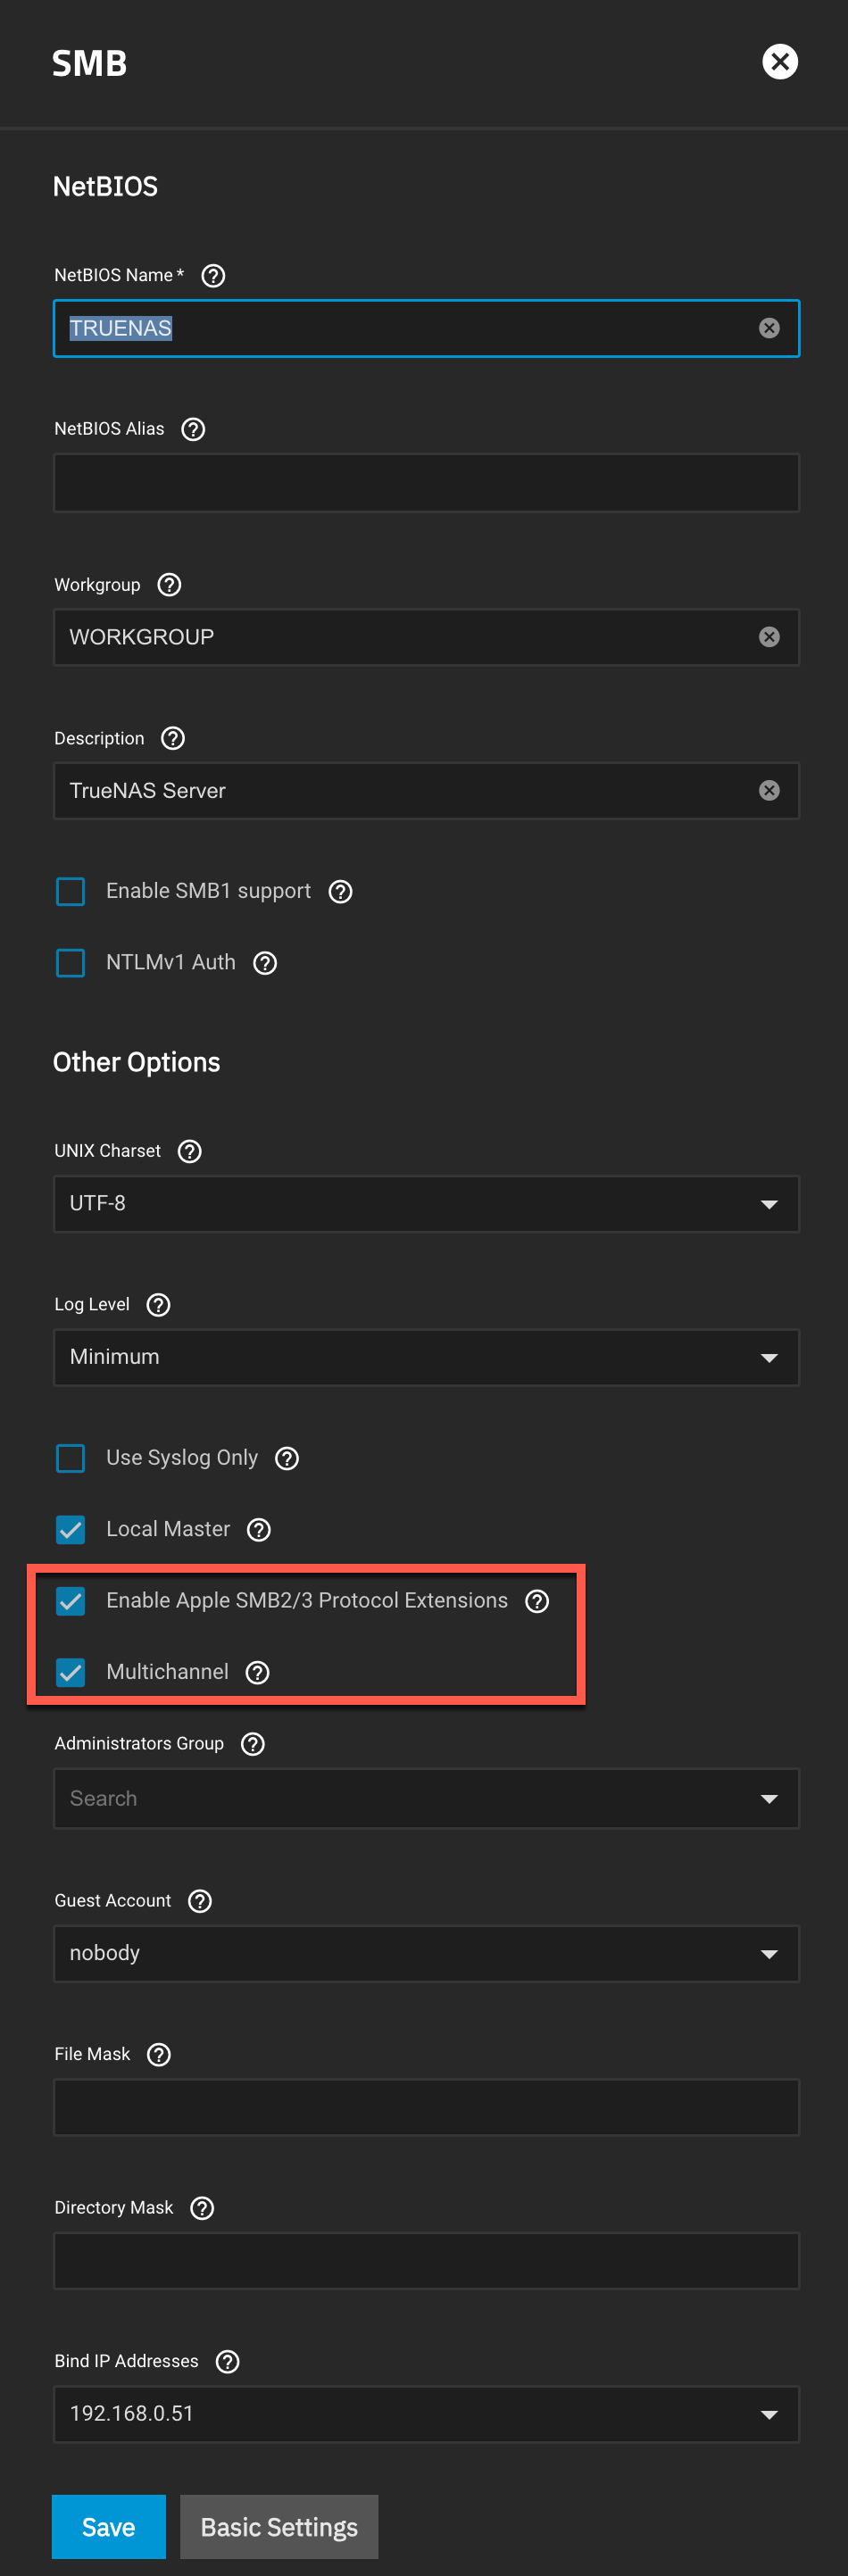 SMB
NetBIOS
NetBIOS Name *
TRUENAS
NetBIOS Alias
Workgroup
WORKGROUP
Description
TrueNAS Server
Enable SMB1 support
NTLMv1 Auth
Other Options
UNIX Charset
UTF-8
Log Level
Minimum
Use Syslog Only
Local Master
Enable Apple SMB2/3 Protocol Extensions
Multichannel
Administrators Group
Search
Guest Account
nobody
File Mask
Directory Mask
Bind IP Addresses
192.168.0.51
Save Basic Settings